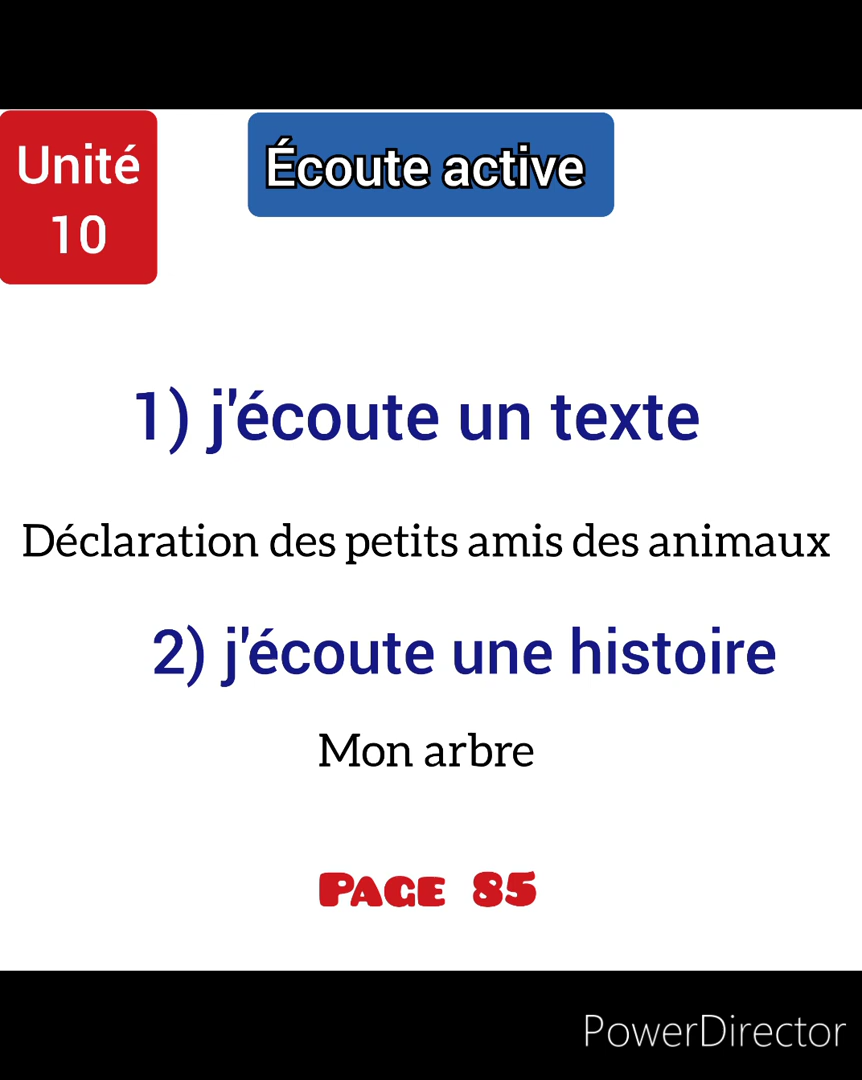 Unité
10
Écoute active
1) j'écoute un texte
Déclaration des petits amis des animaux
2) j'écoute une histoire
Mon arbre
PAGE 85
PowerDirector